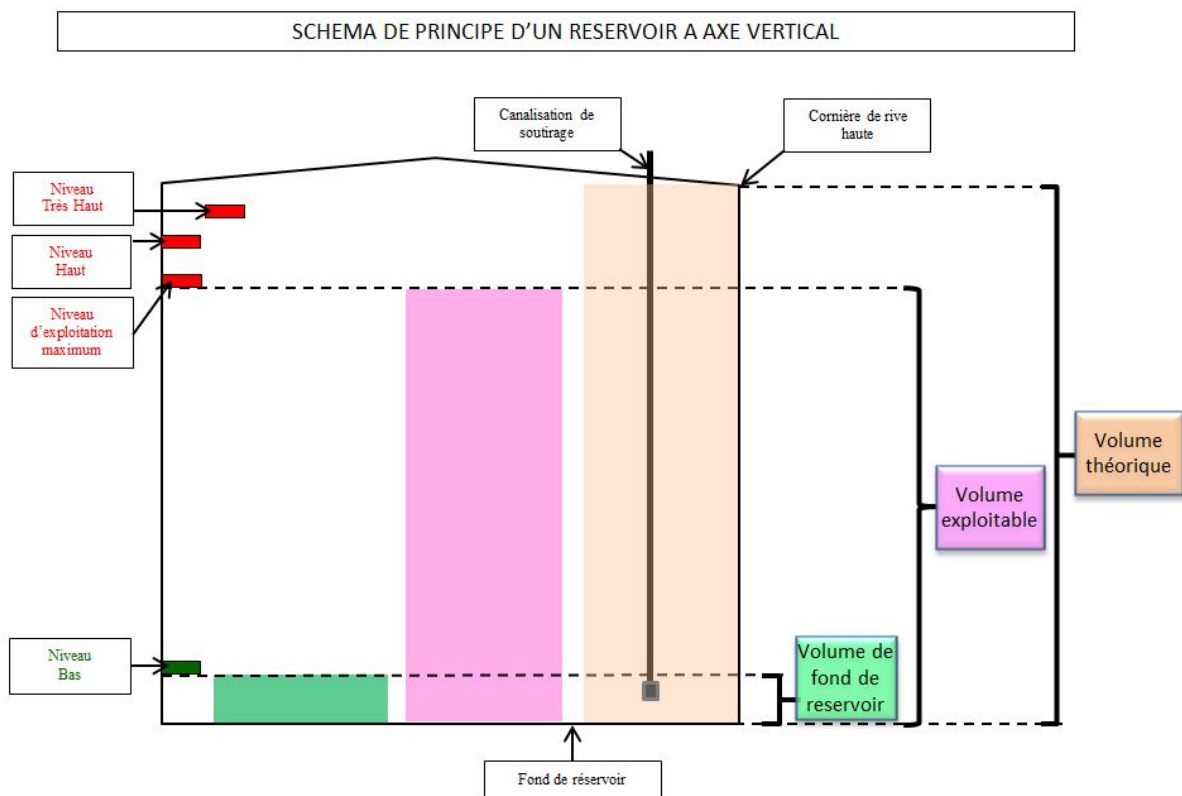 SCHEMA DE PRINCIPE D'UN RESERVOIR A AXE VERTICAL
Canalisation de
soutirage
Cornière de rive
haute
Niveau
Très Haut
Niveau
Haut
Niveau
d'exploitation
maximum
Volume
théorique
Volume
exploitable
Niveau
Bas
Volume de
fond de
reservoir
Fond de réservoir